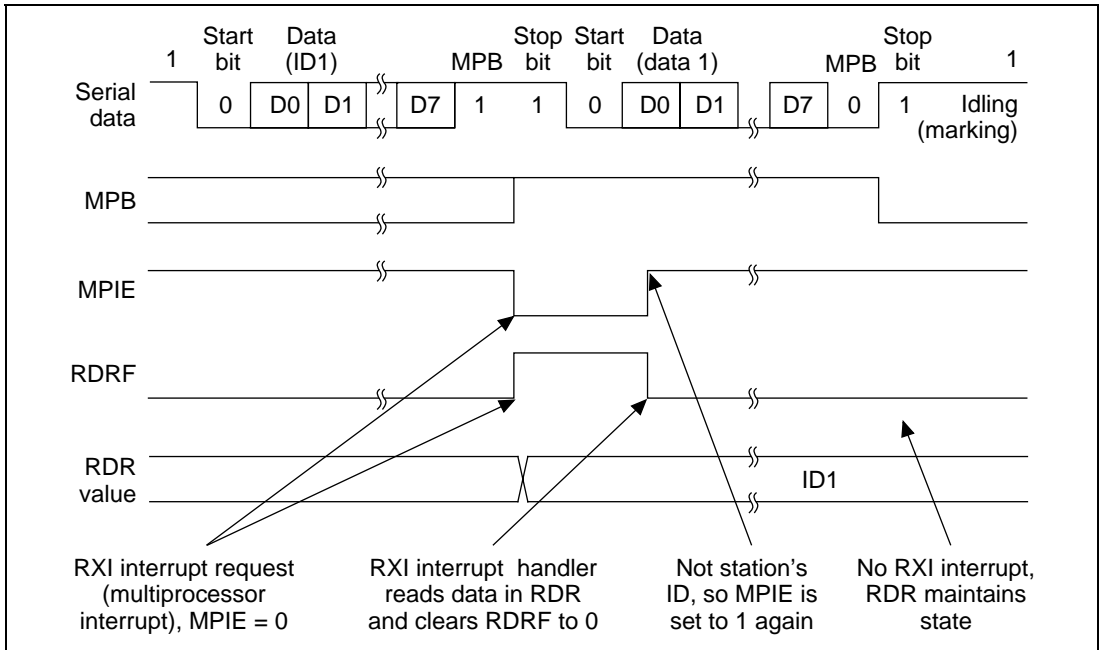 1 Start bit Data (ID1) MPB Stop bit Start bit Data (data 1) MPB Stop bit 1
Serial data 0 D0 D1 D7 1 1 0 D0 D1 D7 0 1 Idling (marking)
MPB
MPIE
RDRF
RDR value ID1
RXI interrupt request (multiprocessor interrupt), MPIE = 0
RXI interrupt handler reads data in RDR and clears RDRF to 0
Not station's ID, so MPIE is set to 1 again
No RXI interrupt, RDR maintains state